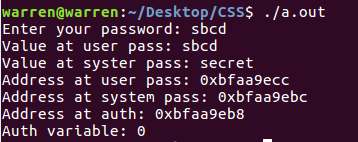 warren@warren:~/Desktop/CSS$ ./a.out
Enter your password: sbcd
Value at user pass: sbcd
Value at syster pass: secret
Address at user pass: 0xbfaa9ecc
Address at system pass: 0xbfaa9ebc
Address at auth: 0xbfaa9eb8
Auth variable: 0